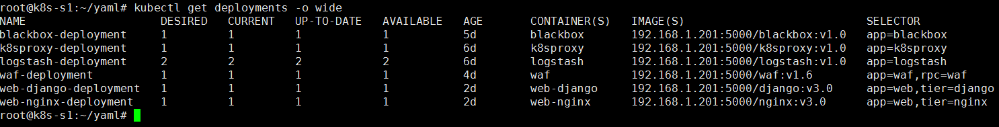 root@k8s-s1:~/yaml# kubectl get deployments -o wide
NAME DESIRED CURRENT UP-TO-DATE AVAILABLE AGE CONTAINER(S) IMAGE(S) SELECTOR
blackbox-deployment 1 1 1 1 5d blackbox 192.168.1.201:5000/blackbox:v1.0 app=blackbox
k8sproxy-deployment 1 1 1 1 6d k8sproxy 192.168.1.201:5000/k8sproxy:v1.0 app=k8sproxy
logstash-deployment 2 2 2 2 6d logstash 192.168.1.201:5000/logstash:v1.0 app=logstash
waf-deployment 1 1 1 1 4d waf 192.168.1.201:5000/waf:v1.6 app=waf,rpc=waf
web-django-deployment 1 1 1 1 2d web-django 192.168.1.201:5000/django:v3.0 app=web,tier=django
web-nginx-deployment 1 1 1 1 2d web-nginx 192.168.1.201:5000/nginx:v3.0 app=web,tier=nginx
root@k8s-s1:~/yaml#